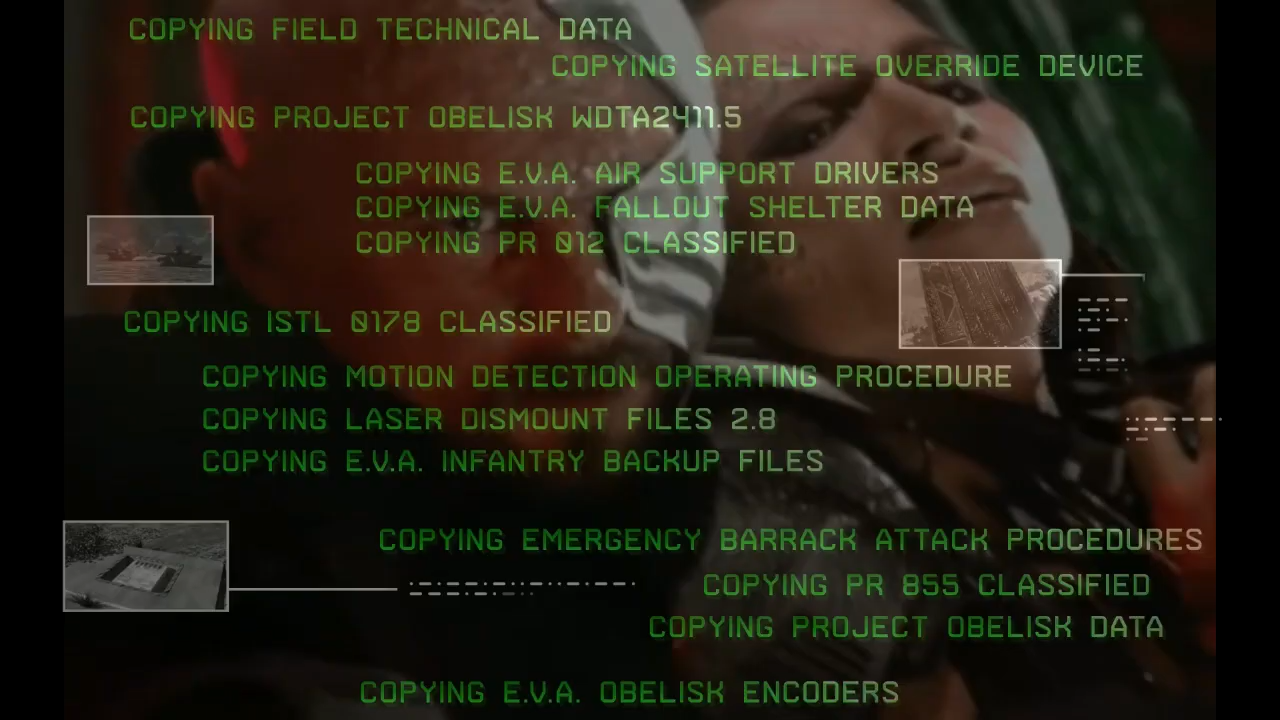 COPYING FIELD TECHNICAL DATA
COPYING SATELLITE OVERRIDE DEVICE
COPYING PROJECT OBELISK WDTA2411.5
COPYING E.V.A. AIR SUPPORT DRIVERS
COPYING E.V.A. FALLOUT SHELTER DATA
COPYING PR 012 CLASSIFIED
COPYING ISTL 0178 CLASSIFIED
COPYING MOTION DETECTION OPERATING PROCEDURE
COPYING LASER DISMOUNT FILES 2.8
COPYING E.V.A. INFANTRY BACKUP FILES
COPYING EMERGENCY BARRACK ATTACK PROCEDURES
COPYING PR 855 CLASSIFIED
COPYING PROJECT OBELISK DATA
COPYING E.V.A. OBELISK ENCODERS